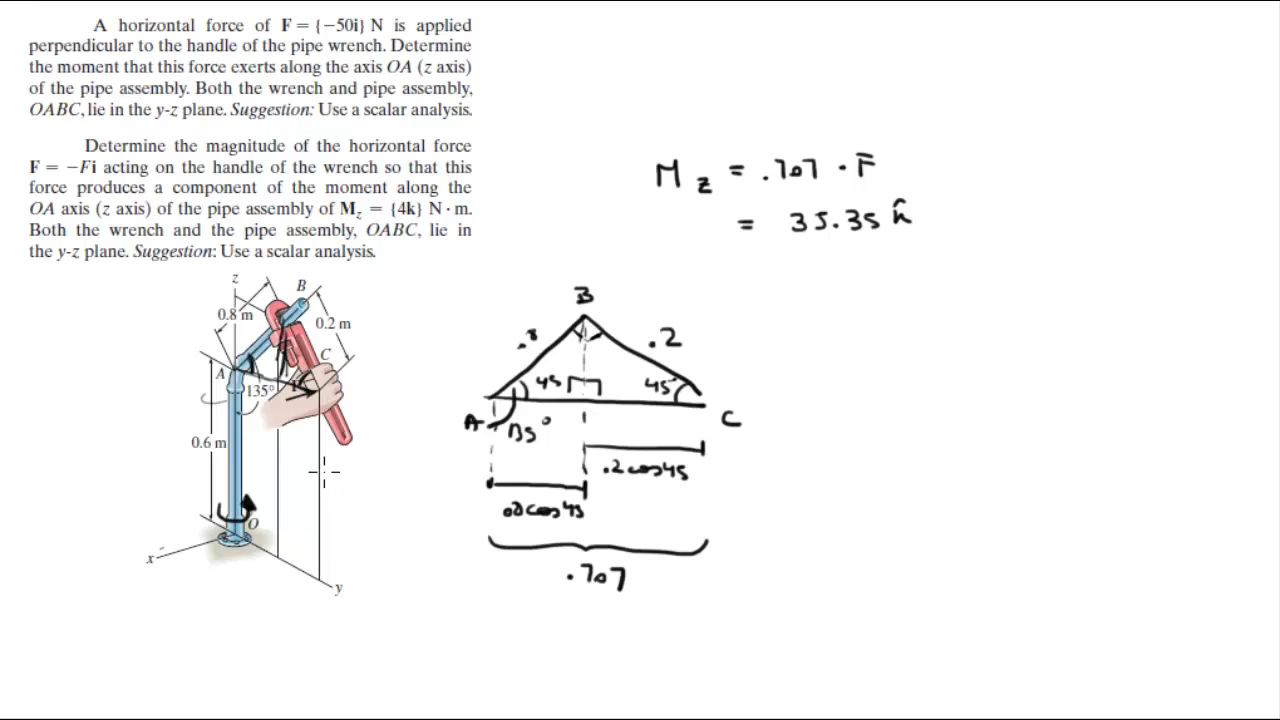 A horizontal force of F = {−50i} N is applied
perpendicular to the handle of the pipe wrench. Determine
the moment that this force exerts along the axis OA (z axis)
of the pipe assembly. Both the wrench and pipe assembly,
OABC, lie in the y-z plane. Suggestion: Use a scalar analysis.
Determine the magnitude of the horizontal force
F = −Fi acting on the handle of the wrench so that this
force produces a component of the moment along the
OA axis (z axis) of the pipe assembly of Mz = {4k} N·m.
Both the wrench and the pipe assembly, OABC, lie in
the y-z plane. Suggestion: Use a scalar analysis.
M z = .707 · F̄
= 35.35 k̂
z
B
0.8 m
0.2 m
C
A
135°
0.6 m
O
x
y
B
.8
.2
45
45
A
135°
C
.2cos45
.8cos45
.707